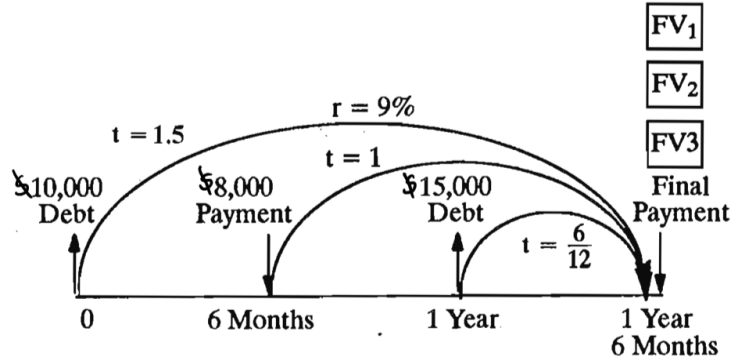 FV1
FV2
r = 9%
t = 1.5
FV3
t = 1
$10,000
Debt
$8,000
Payment
$15,000
Debt
Final
Payment
t = 6/12
0
6 Months
1 Year
1 Year
6 Months